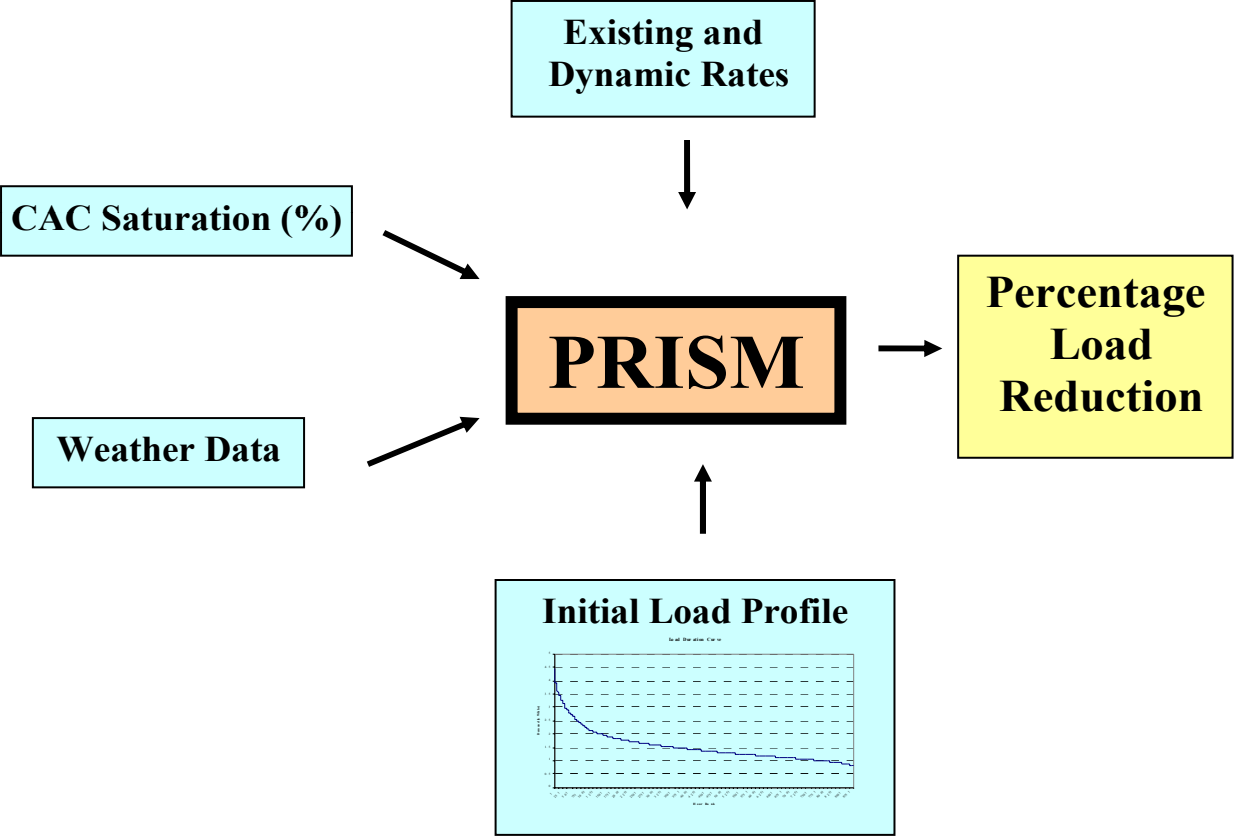 Existing and
Dynamic Rates
CAC Saturation (%)
Percentage
Load
Reduction
PRISM
Weather Data
Initial Load Profile
Load Duration Curve